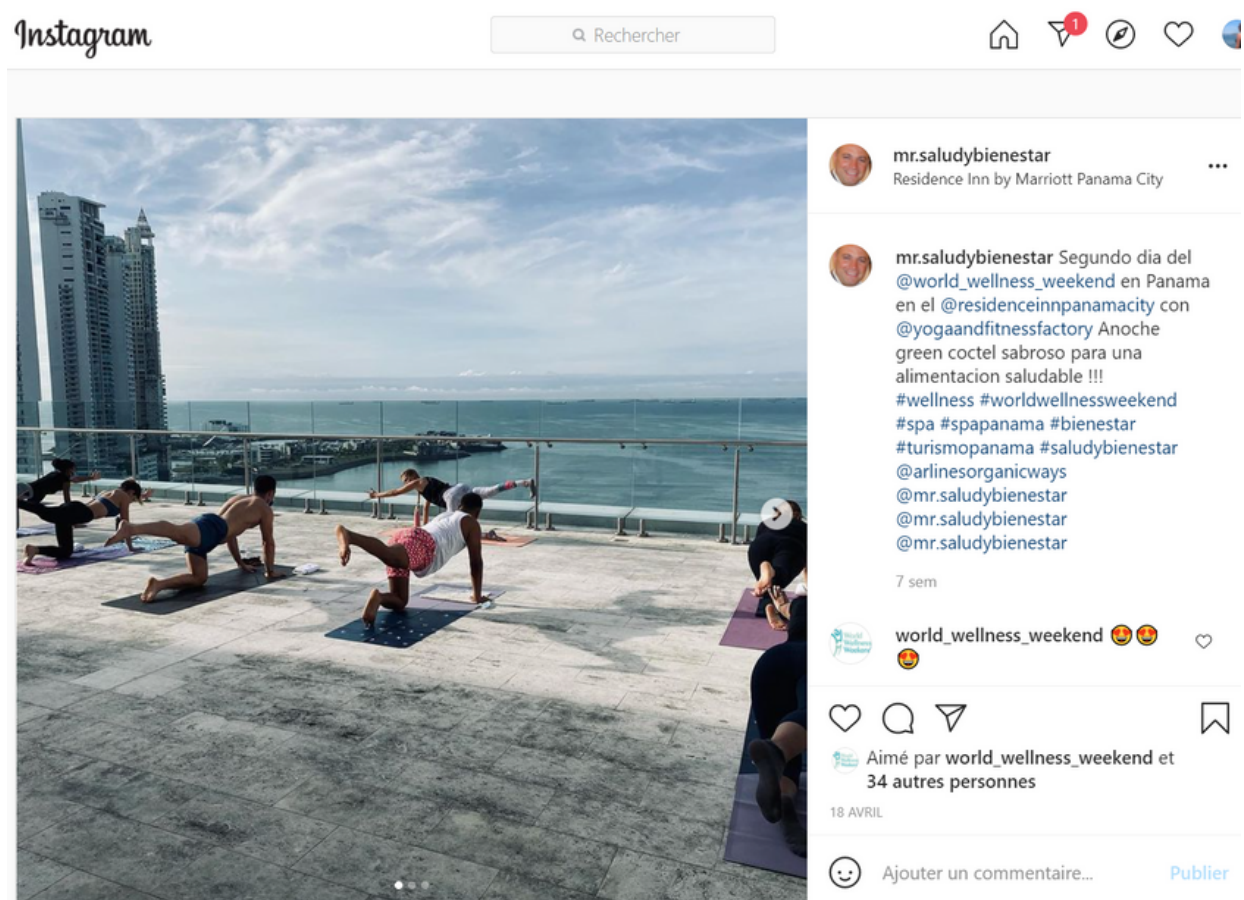 Instagram
Rechercher
1
mr.saludybienestar
Residence Inn by Marriott Panama City
mr.saludybienestar Segundo dia del
@world_wellness_weekend en Panama
en el @residenceinnpanamacity con
@yogaandfitnessfactory Anoche
green coctel sabroso para una
alimentacion saludable !!!
#wellness #worldwellnessweekend
#spa #spapanama #bienestar
#turismopanama #saludybienestar
@arlinesorganicways
@mr.saludybienestar
@mr.saludybienestar
@mr.saludybienestar
7 sem
World
Wellness
Weekend
world_wellness_weekend 😍😍
😍
Aimé par world_wellness_weekend et
34 autres personnes
18 AVRIL
Ajouter un commentaire...
Publier